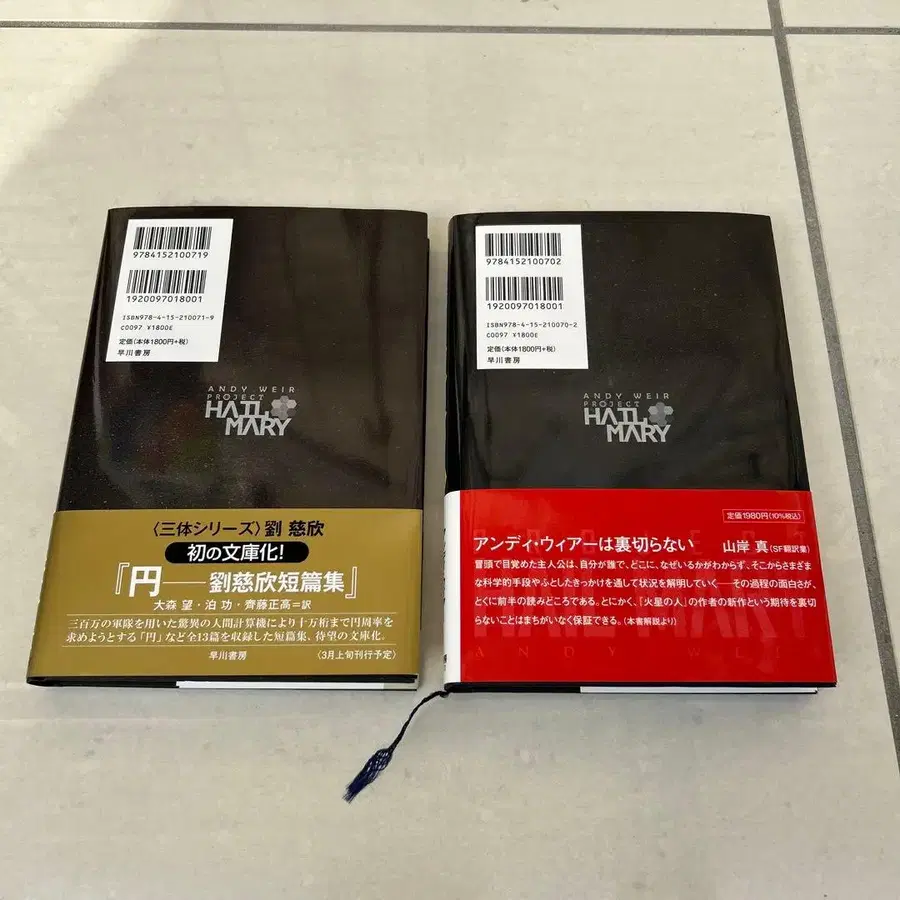 9784152100719
1920097018001
ISBN978-4-15-210071-9
C0097 ¥1800E
定価(本体1800円+税)
早川書房
ANDY WEIR
PROJECT
HAIL
MARY
〈三体シリーズ〉劉 慈欣
初の文庫化!
『円――劉慈欣短篇集』
大森 望・泊 功・齊藤正高=訳
三百万の軍隊を用いた驚異の人間計算機により十万桁まで円周率を
求めようとする「円」など全13篇を収録した短篇集、待望の文庫化。
早川書房
〈3月上旬刊行予定〉
9784152100702
1920097018001
ISBN978-4-15-210070-2
C0097 ¥1800E
定価(本体1800円+税)
早川書房
ANDY WEIR
PROJECT
HAIL
MARY
定価1980円(10%税込)
アンディ・ウィアーは裏切らない 山岸 真(SF翻訳業)
冒頭で目覚めた主人公は、自分が誰で、どこに、なぜいるかがわからず、そこからさまざま
な科学的手段やふとしたきっかけを通して状況を解明していく――その過程の面白さが、
とくに前半の読みどころである。とにかく、『火星の人』の作者の新作という期待を裏切
らないことはまちがいなく保証できる。(本書解説より)
HAIL MARY
ANDY WEIR